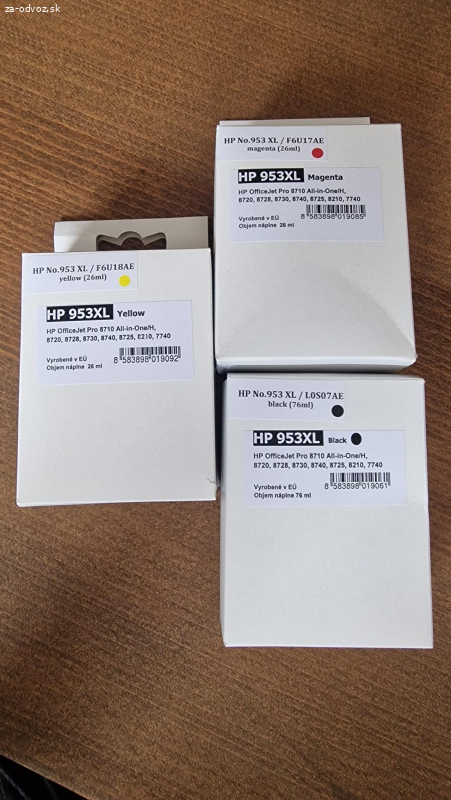 za-odvoz.sk
HP No.953 XL / F6U17AE
magenta (26ml)
HP 953XL Magenta
HP OfficeJet Pro 8710 All-in-One/H,
8720, 8728, 8730, 8740, 8725, 8210, 7740
Vyrobené v EÚ
Objem náplne 26 ml
8 583898 019085
HP No.953 XL / F6U18AE
yellow (26ml)
HP 953XL Yellow
HP OfficeJet Pro 8710 All-in-One/H,
8720, 8728, 8730, 8740, 8725, 8210, 7740
Vyrobené v EÚ
Objem náplne 26 ml
8 583898 019092
HP No.953 XL / L0S07AE
black (76ml)
HP 953XL Black
HP OfficeJet Pro 8710 All-in-One/H,
8720, 8728, 8730, 8740, 8725, 8210, 7740
Vyrobené v EÚ
Objem náplne 76 ml
8 583898 019061